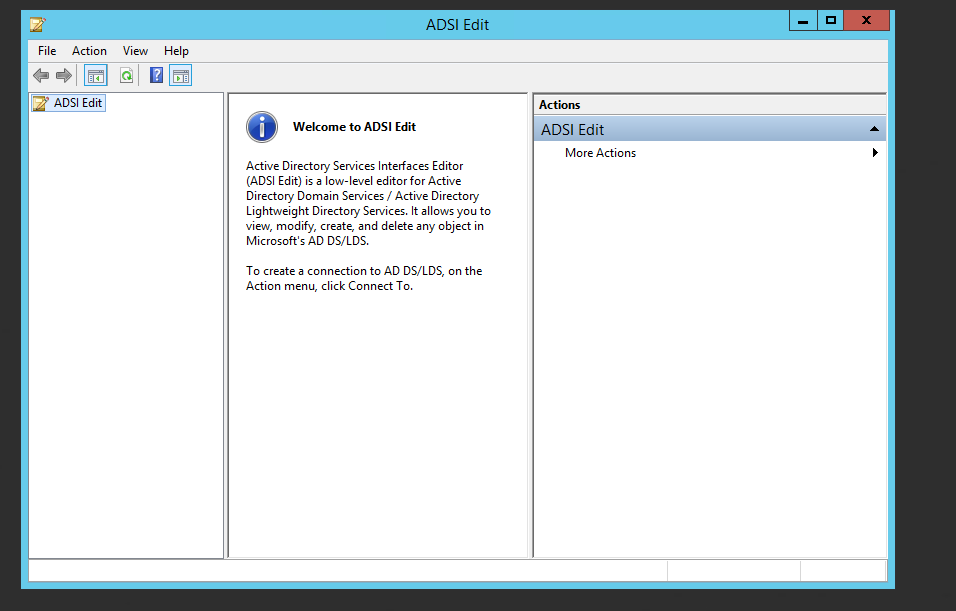 ADSI Edit
File Action View Help
ADSI Edit
Welcome to ADSI Edit
Active Directory Services Interfaces Editor
(ADSI Edit) is a low-level editor for Active
Directory Domain Services / Active Directory
Lightweight Directory Services. It allows you to
view, modify, create, and delete any object in
Microsoft's AD DS/LDS.
To create a connection to AD DS/LDS, on the
Action menu, click Connect To.
Actions
ADSI Edit
More Actions